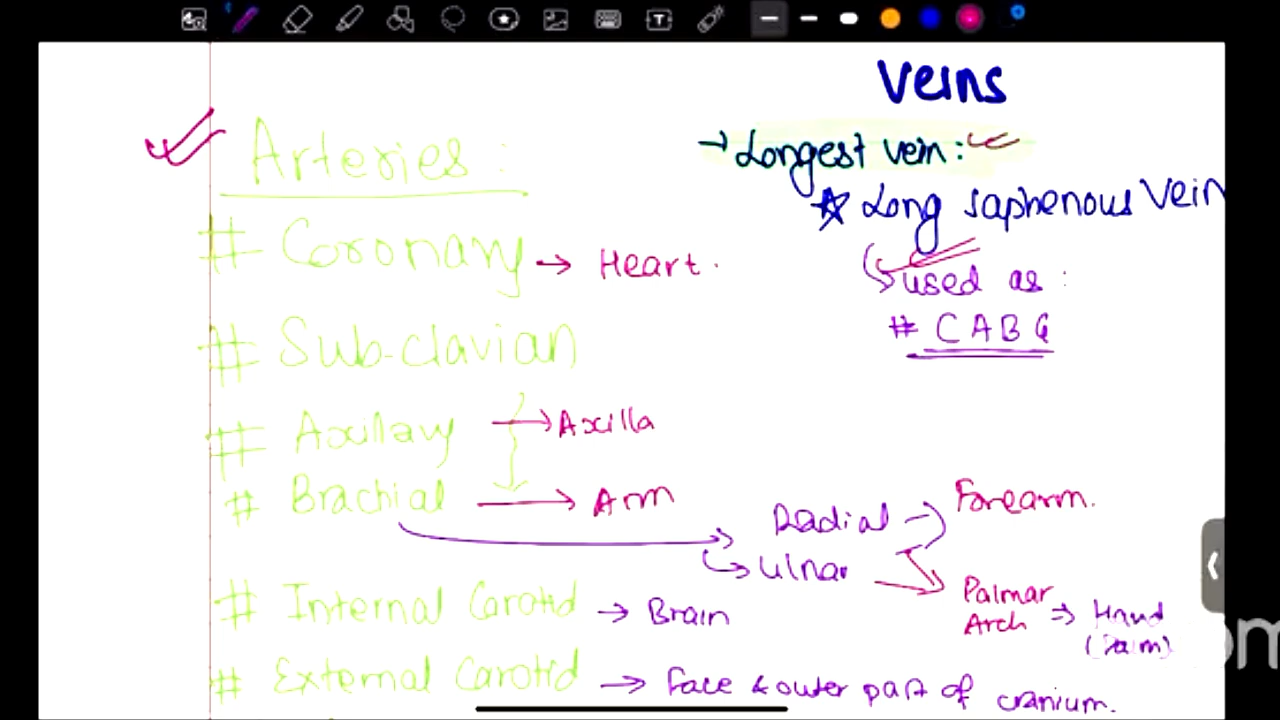 Veins
Arteries :
→ Longest vein :
☆ Long saphenous Vein
# Coronary → Heart.
used as :
# CABG
# Sub-clavian
# Axillary → Axilla
# Brachial → Arm
Radial → Forearm.
→ Ulnar
Palmar Arch ⇒ Hand (Palm)
# Internal Carotid → Brain
# External Carotid → Face & outer part of cranium.
om